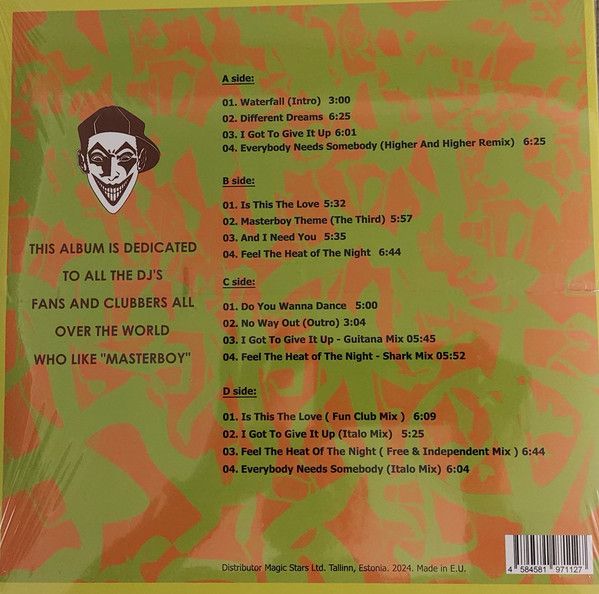 A side:
01. Waterfall (Intro) 3:00
02. Different Dreams 6:25
03. I Got To Give It Up 6:01
04. Everybody Needs Somebody (Higher And Higher Remix) 6:25
B side:
01. Is This The Love 5:32
02. Masterboy Theme (The Third) 5:57
03. And I Need You 5:35
04. Feel The Heat of The Night 6:44
THIS ALBUM IS DEDICATED
TO ALL THE DJ'S
FANS AND CLUBBERS ALL
OVER THE WORLD
WHO LIKE "MASTERBOY"
C side:
01. Do You Wanna Dance 5:00
02. No Way Out (Outro) 3:04
03. I Got To Give It Up - Guitana Mix 05:45
04. Feel The Heat of The Night - Shark Mix 05:52
D side:
01. Is This The Love ( Fun Club Mix ) 6:09
02. I Got To Give It Up (Italo Mix) 5:25
03. Feel The Heat Of The Night ( Free & Independent Mix ) 6:44
04. Everybody Needs Somebody (Italo Mix) 6:04
Distributor Magic Stars Ltd. Tallinn, Estonia. 2024. Made in E.U.
4 584581 971127